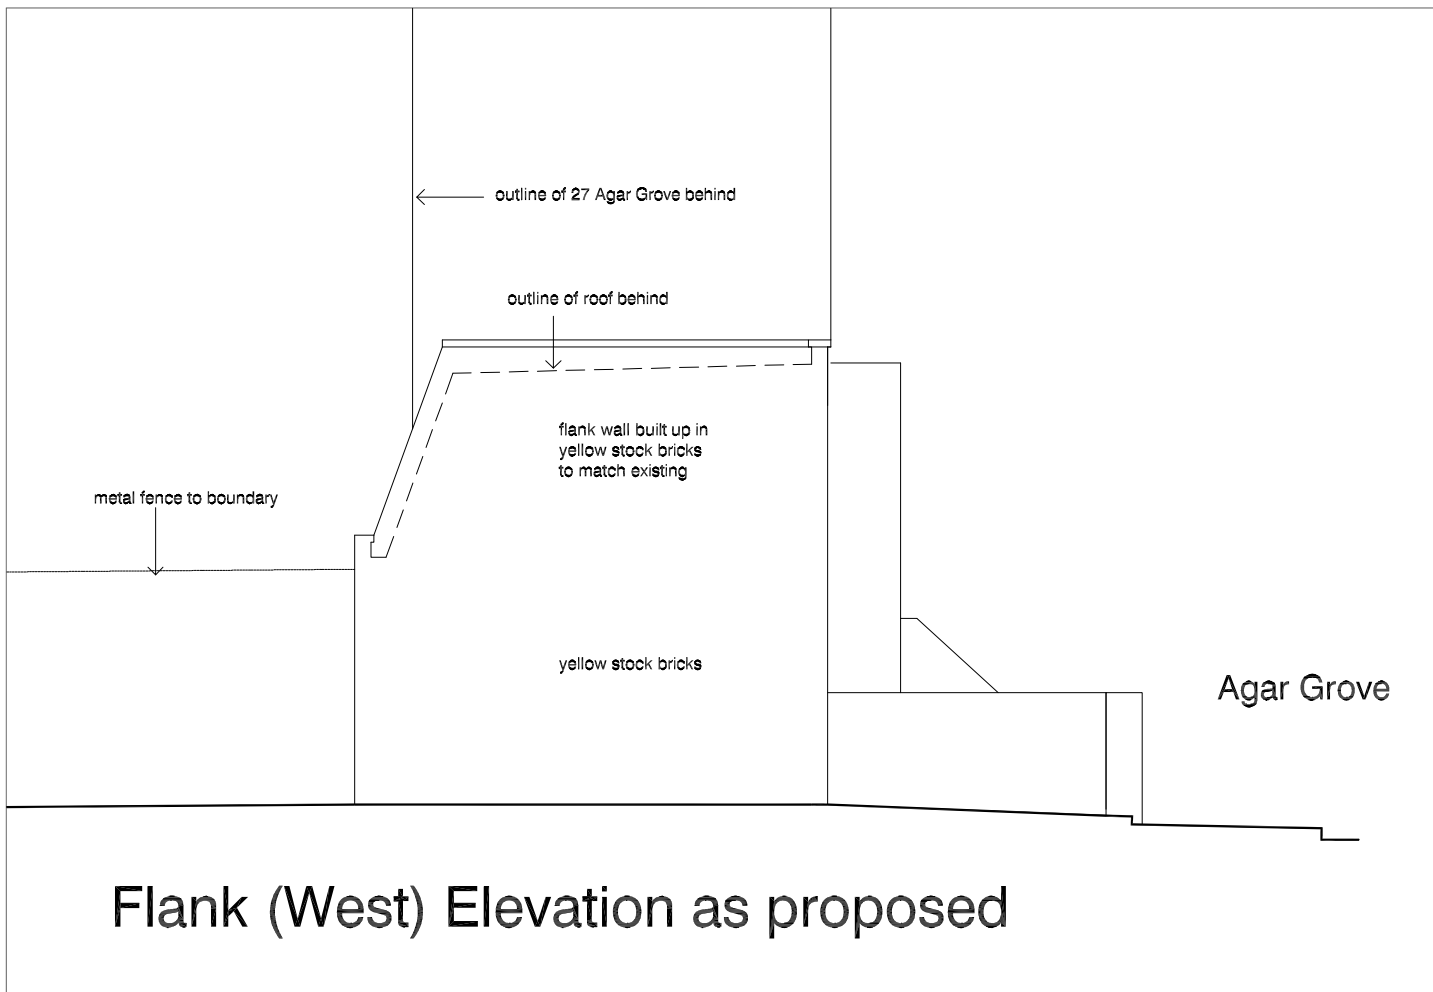 outline of 27 Agar Grove behind
outline of roof behind
flank wall built up in
yellow stock bricks
to match existing
metal fence to boundary
yellow stock bricks
Agar Grove
Flank (West) Elevation as proposed